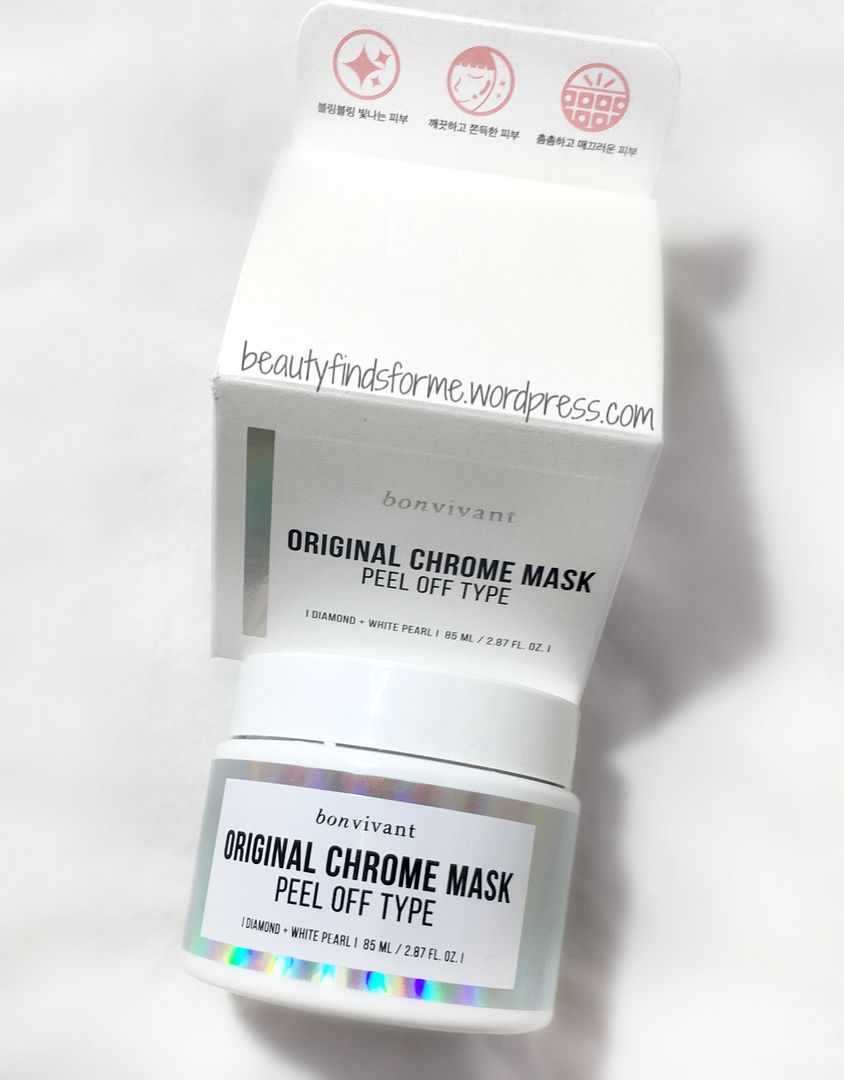 블링블링 빛나는 피부
깨끗하고 쫀득한 피부
촘촘하고 매끄러운 피부
beautyfindsforme.wordpress.com
bonvivant
ORIGINAL CHROME MASK
PEEL OFF TYPE
| DIAMOND + WHITE PEARL | 85 ML / 2.87 FL. OZ. |
bonvivant
ORIGINAL CHROME MASK
PEEL OFF TYPE
| DIAMOND + WHITE PEARL | 85 ML / 2.87 FL. OZ. |